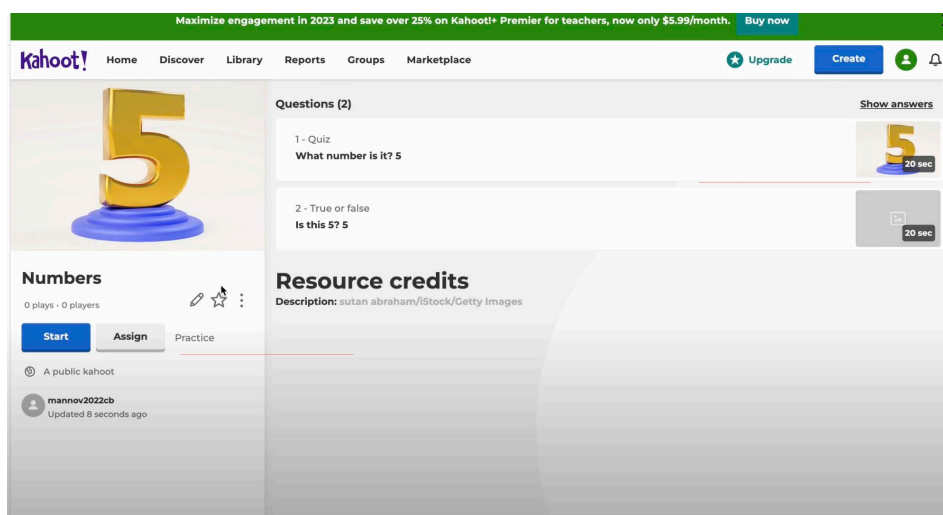 Maximize engagement in 2023 and save over 25% on Kahoot!+ Premier for teachers, now only $5.99/month. Buy now
Kahoot! Home Discover Library Reports Groups Marketplace Upgrade Create
5
Questions (2)
Show answers
1 - Quiz
What number is it? 5
5
20 sec
2 - True or false
Is this 5? 5
20 sec
Numbers
0 plays · 0 players
Start Assign Practice
A public kahoot
mannov2022cb
Updated 8 seconds ago
Resource credits
Description: sutan abraham/iStock/Getty Images